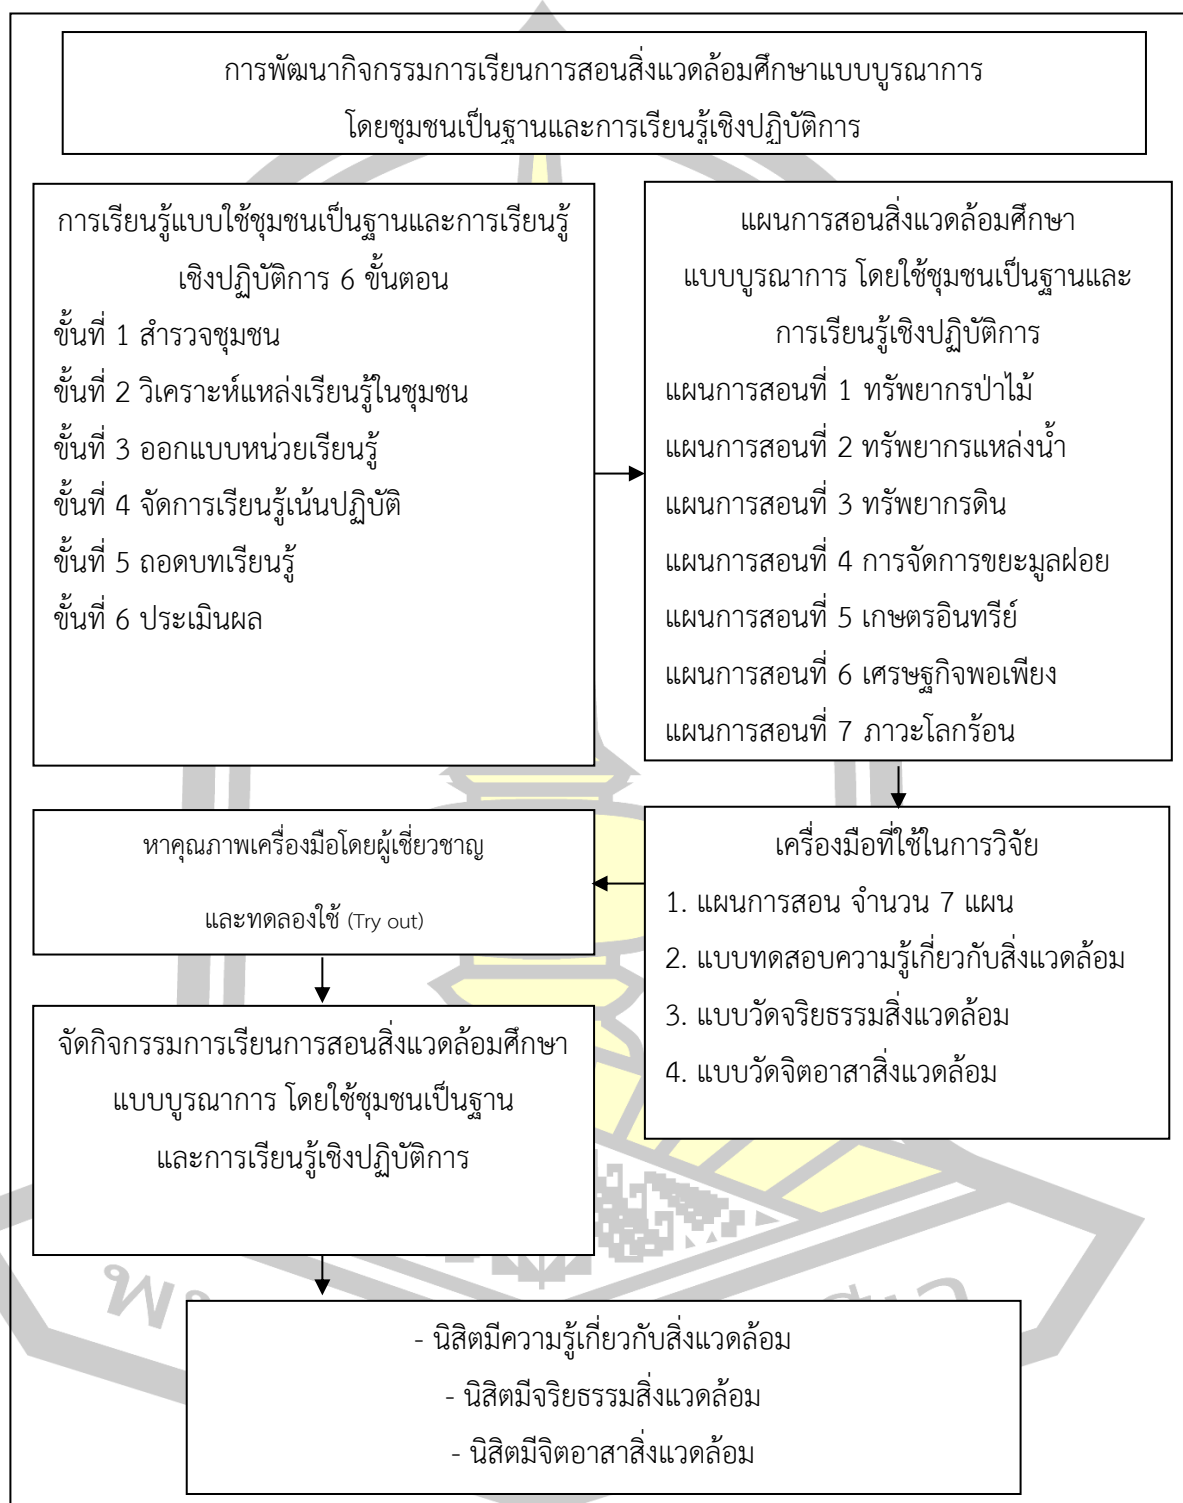 การพัฒนากิจกรรมการเรียนการสอนสิ่งแวดล้อมศึกษาแบบบูรณาการ
โดยชุมชนเป็นฐานและการเรียนรู้เชิงปฏิบัติการ
การเรียนรู้แบบใช้ชุมชนเป็นฐานและการเรียนรู้
เชิงปฏิบัติการ 6 ขั้นตอน
ขั้นที่ 1 สำรวจชุมชน
ขั้นที่ 2 วิเคราะห์แหล่งเรียนรู้ในชุมชน
ขั้นที่ 3 ออกแบบหน่วยเรียนรู้
ขั้นที่ 4 จัดการเรียนรู้เน้นปฏิบัติ
ขั้นที่ 5 ถอดบทเรียนรู้
ขั้นที่ 6 ประเมินผล
แผนการสอนสิ่งแวดล้อมศึกษา
แบบบูรณาการ โดยใช้ชุมชนเป็นฐานและ
การเรียนรู้เชิงปฏิบัติการ
แผนการสอนที่ 1 ทรัพยากรป่าไม้
แผนการสอนที่ 2 ทรัพยากรแหล่งน้ำ
แผนการสอนที่ 3 ทรัพยากรดิน
แผนการสอนที่ 4 การจัดการขยะมูลฝอย
แผนการสอนที่ 5 เกษตรอินทรีย์
แผนการสอนที่ 6 เศรษฐกิจพอเพียง
แผนการสอนที่ 7 ภาวะโลกร้อน
เครื่องมือที่ใช้ในการวิจัย
1. แผนการสอน จำนวน 7 แผน
2. แบบทดสอบความรู้เกี่ยวกับสิ่งแวดล้อม
3. แบบวัดจริยธรรมสิ่งแวดล้อม
4. แบบวัดจิตอาสาสิ่งแวดล้อม
หาคุณภาพเครื่องมือโดยผู้เชี่ยวชาญ
และทดลองใช้ (Try out)
จัดกิจกรรมการเรียนการสอนสิ่งแวดล้อมศึกษา
แบบบูรณาการ โดยใช้ชุมชนเป็นฐาน
และการเรียนรู้เชิงปฏิบัติการ
- นิสิตมีความรู้เกี่ยวกับสิ่งแวดล้อม
- นิสิตมีจริยธรรมสิ่งแวดล้อม
- นิสิตมีจิตอาสาสิ่งแวดล้อม